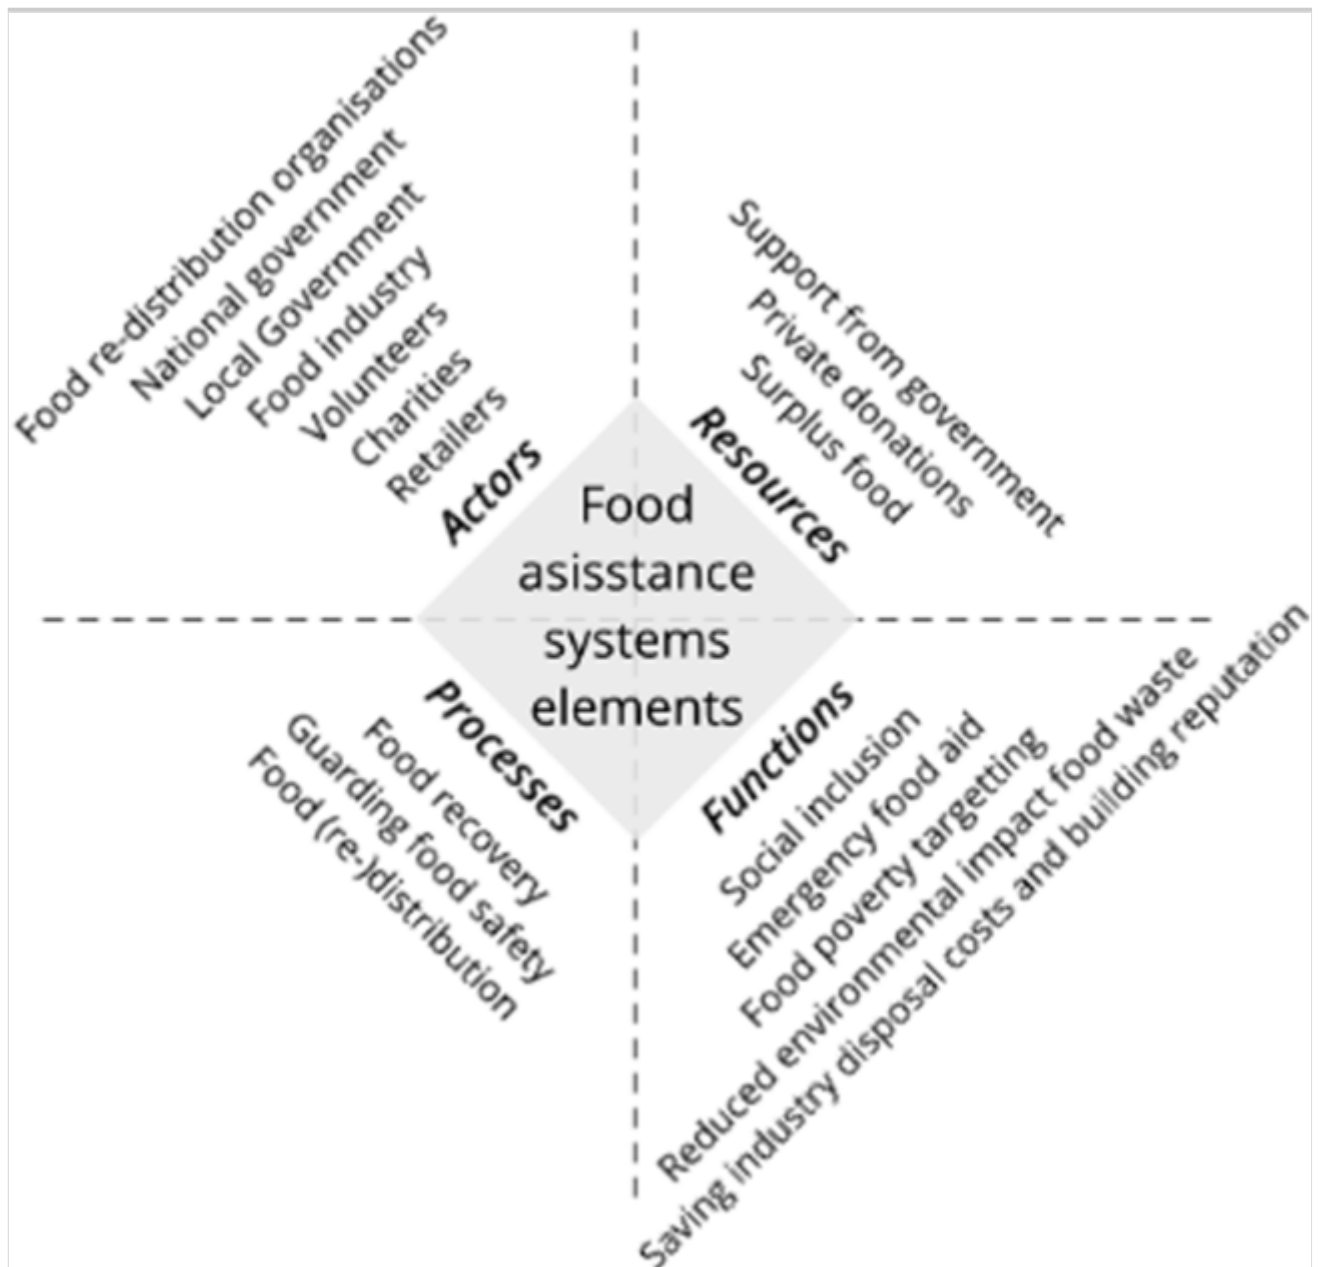 Food re-distribution organisations
National government
Local Government
Food industry
Volunteers
Charities
Retailers
Actors
Support from government
Private donations
Surplus food
Resources
Food
asisstance
systems
elements
Processes
Food recovery
Guarding food safety
Food (re-)distribution
Functions
Social inclusion
Emergency food aid
Food poverty targetting
Reduced environmental impact food waste
Saving industry disposal costs and building reputation